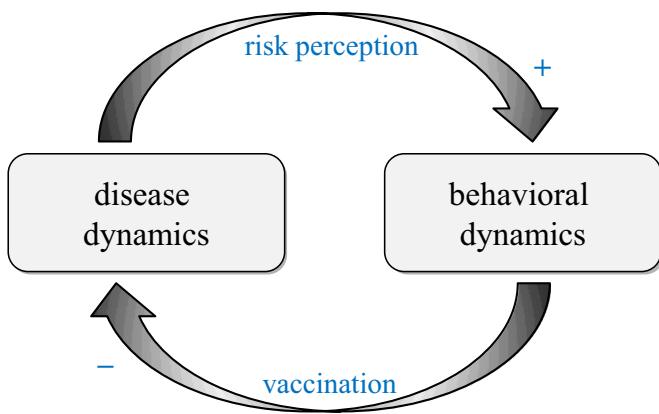 risk perception
+
disease
dynamics
behavioral
dynamics
−
vaccination